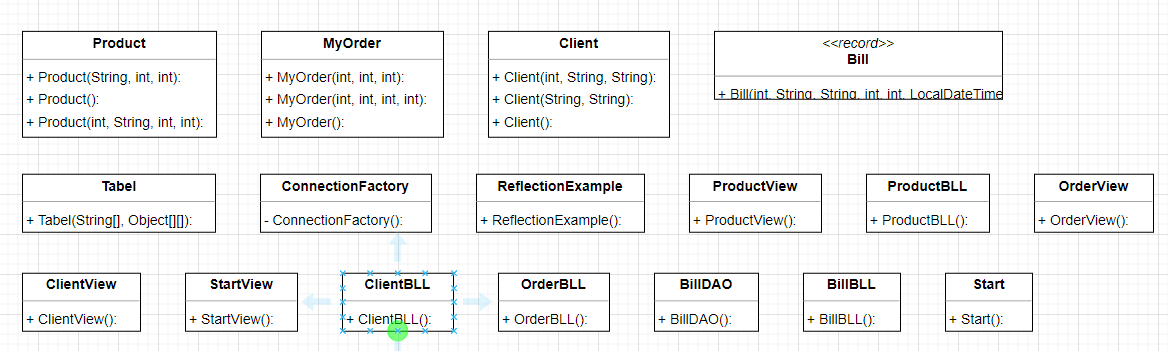 Product
+ Product(String, int, int):
+ Product():
+ Product(int, String, int, int):
MyOrder
+ MyOrder(int, int, int):
+ MyOrder(int, int, int, int):
+ MyOrder():
Client
+ Client(int, String, String):
+ Client(String, String):
+ Client():
<<record>>
Bill
+ Bill(int, String, String, int, int, LocalDateTime
Tabel
+ Tabel(String[], Object[][]):
ConnectionFactory
- ConnectionFactory():
ReflectionExample
+ ReflectionExample():
ProductView
+ ProductView():
ProductBLL
+ ProductBLL():
OrderView
+ OrderView():
ClientView
+ ClientView():
StartView
+ StartView():
ClientBLL
+ ClientBLL():
OrderBLL
+ OrderBLL():
BillDAO
+ BillDAO():
BillBLL
+ BillBLL():
Start
+ Start():